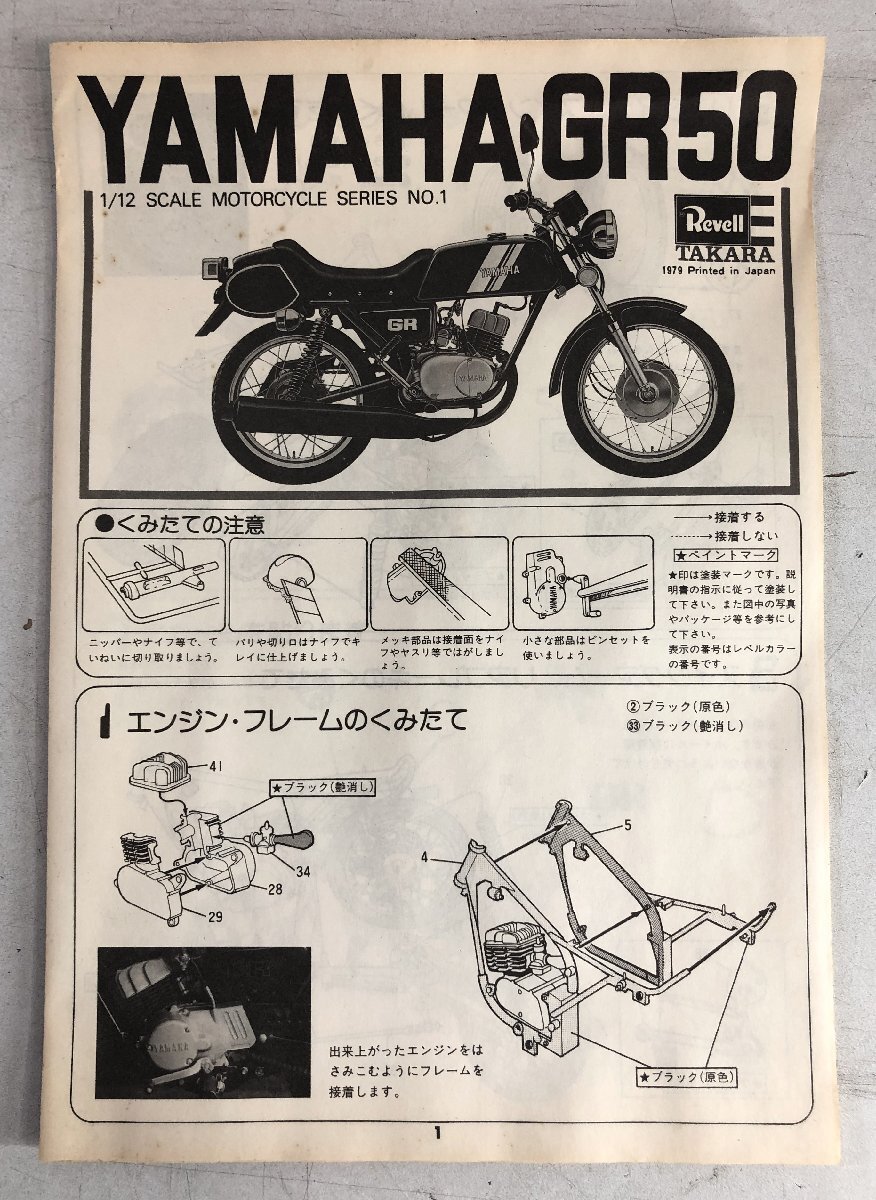 YAMAHA GR50
1/12 SCALE MOTORCYCLE SERIES NO.1
Revell
TAKARA
1979 Printed in Japan
YAMAHA
GR
YAMAHA
●くみたての注意
ニッパーやナイフ等で、て
いねいに切り取りましょう。
バリや切り口はナイフでキ
レイに仕上げましょう。
メッキ部品は接着面をナイ
フやヤスリ等ではがしまし
ょう。
YAMAHA
小さな部品はピンセットを
使いましょう。
→接着する
→接着しない
★ペイントマーク
★印は塗装マークです。説
明書の指示に従って塗装し
て下さい。また図中の写真
やパッケージ等を参考にし
て下さい。
表示の番号はレベルカラー
の番号です。
1 エンジン・フレームのくみたて
②ブラック(原色)
㉝ブラック(艶消し)
41
★ブラック(艶消し)
34
28
29
4
5
YAMAHA
出来上がったエンジンをは
さみこむようにフレームを
接着します。
★ブラック(原色)
1